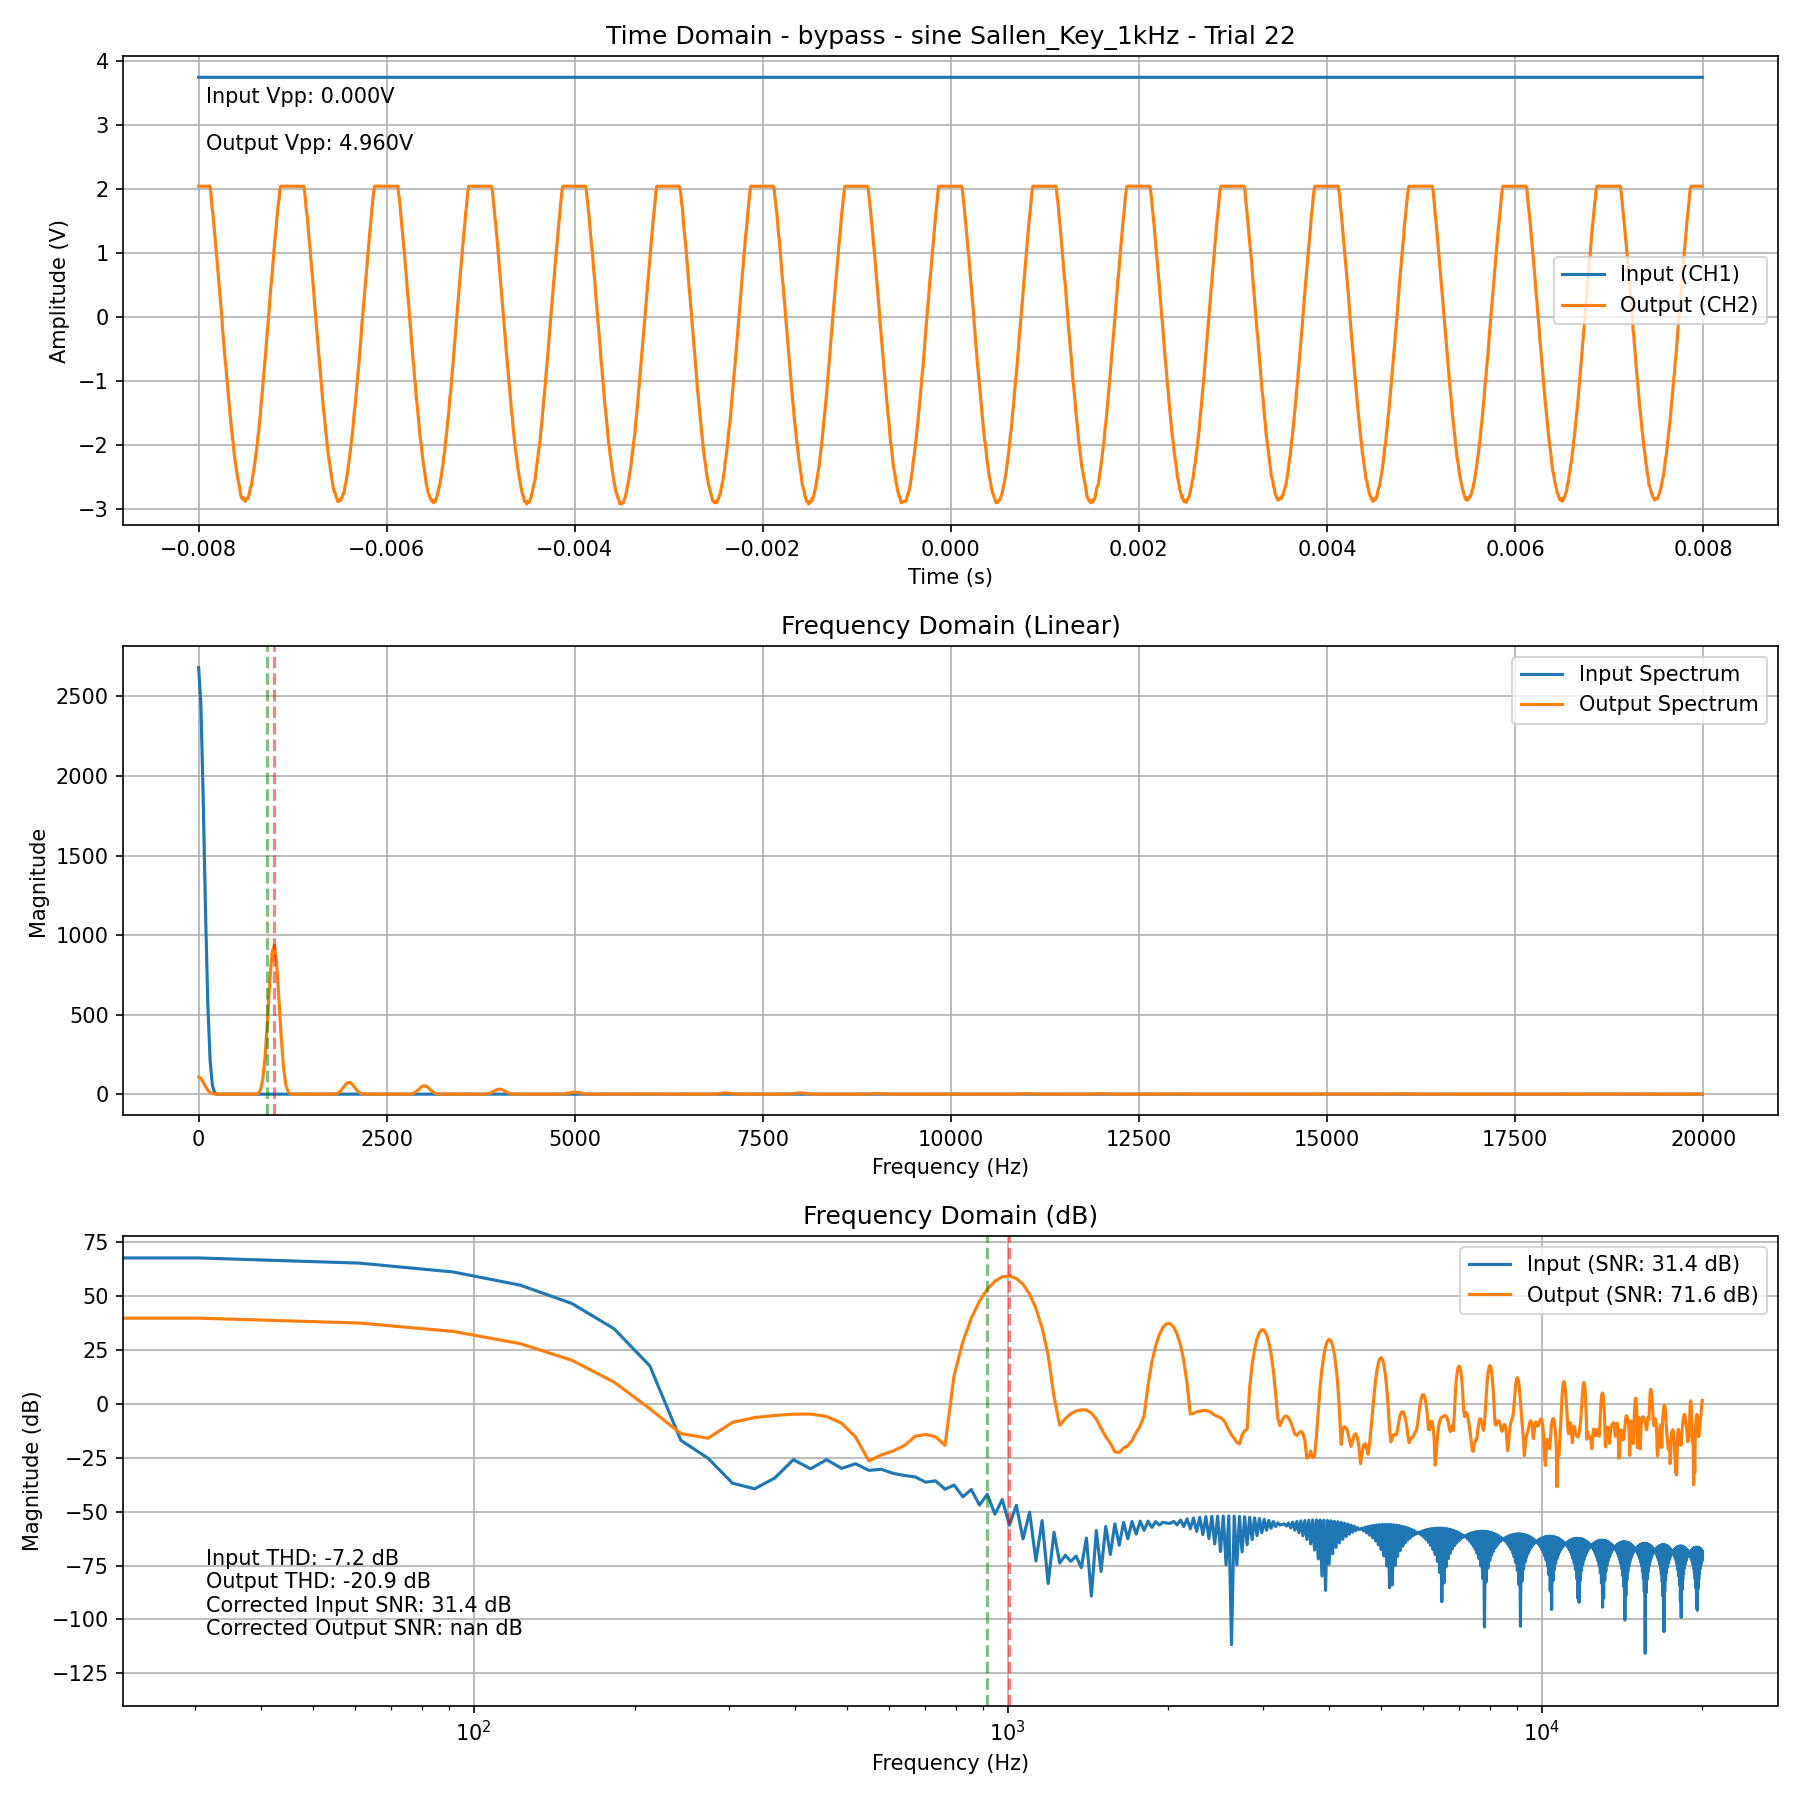 Time Domain - bypass - sine Sallen_Key_1kHz - Trial 22
4
3
2
1
0
−1
−2
−3
Amplitude (V)
Input Vpp: 0.000V
Output Vpp: 4.960V
Input (CH1)
Output (CH2)
−0.008
−0.006
−0.004
−0.002
0.000
0.002
0.004
0.006
0.008
Time (s)
Frequency Domain (Linear)
2500
2000
1500
1000
500
0
Magnitude
Input Spectrum
Output Spectrum
0
2500
5000
7500
10000
12500
15000
17500
20000
Frequency (Hz)
Frequency Domain (dB)
75
50
25
0
−25
−50
−75
−100
−125
Magnitude (dB)
Input (SNR: 31.4 dB)
Output (SNR: 71.6 dB)
Input THD: -7.2 dB
Output THD: -20.9 dB
Corrected Input SNR: 31.4 dB
Corrected Output SNR: nan dB
10²
10³
10⁴
Frequency (Hz)